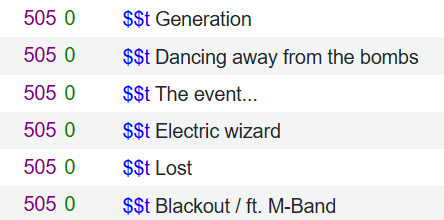 505 0 $$t Generation
505 0 $$t Dancing away from the bombs
505 0 $$t The event...
505 0 $$t Electric wizard
505 0 $$t Lost
505 0 $$t Blackout / ft. M-Band